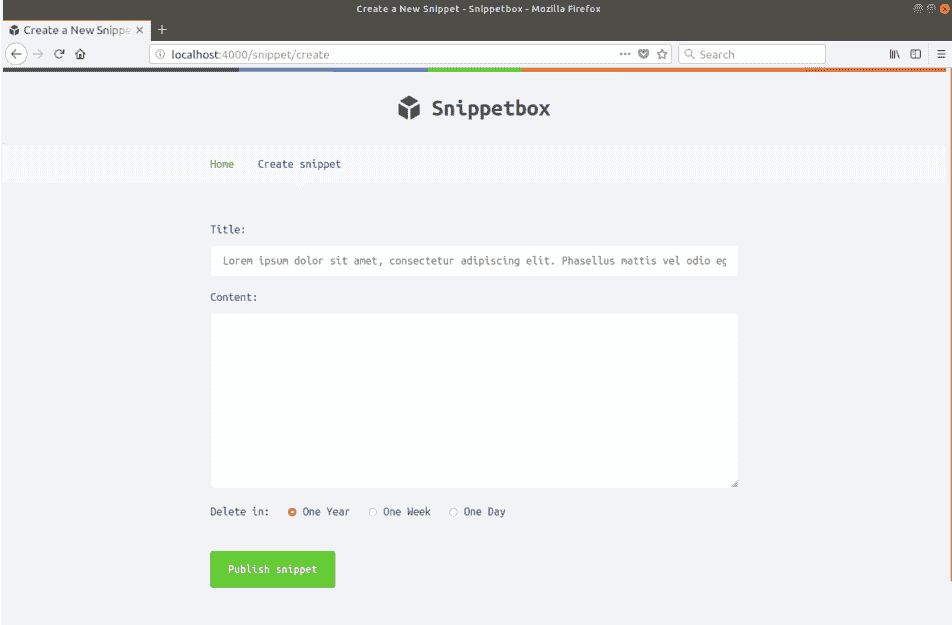 Create a New Snippet - Snippetbox - Mozilla Firefox
Create a New Snippe
localhost:4000/snippet/create
Search
Snippetbox
Home Create snippet
Title:
Lorem ipsum dolor sit amet, consectetur adipiscing elit. Phasellus mattis vel odio eg
Content:
Delete in: One Year One Week One Day
Publish snippet